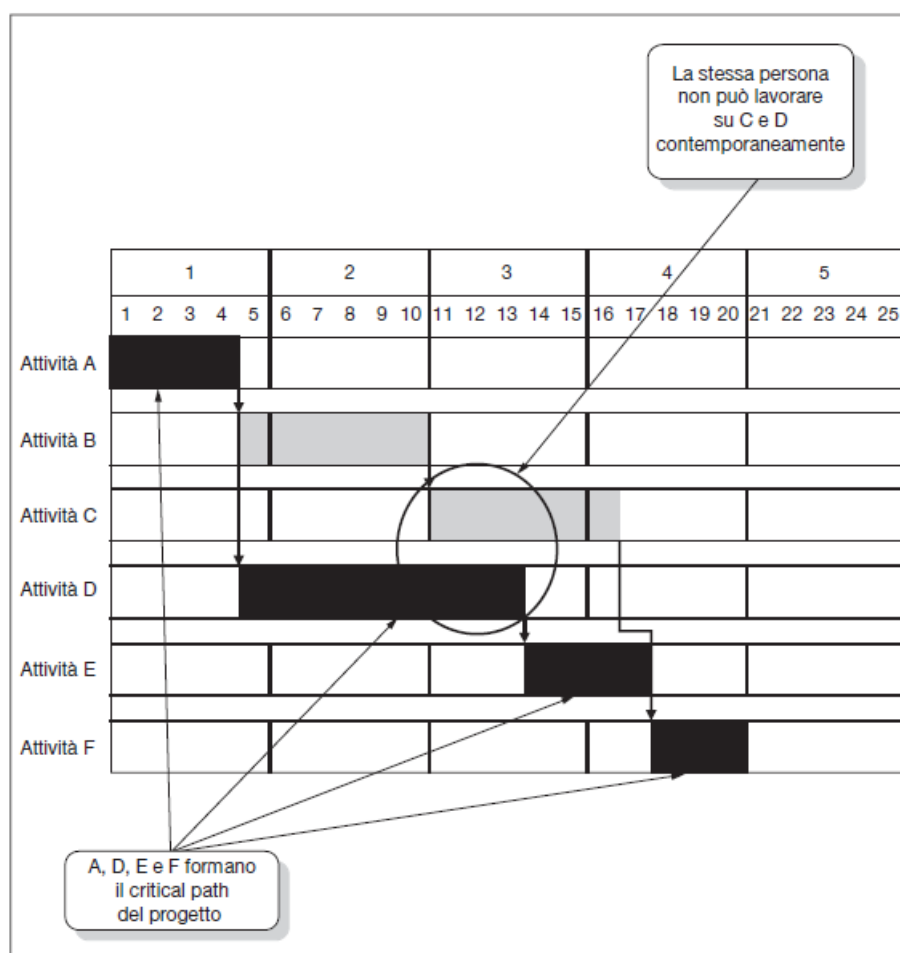 La stessa persona
non può lavorare
su C e D
contemporaneamente
1 2 3 4 5
1 2 3 4 5 6 7 8 9 10 11 12 13 14 15 16 17 18 19 20 21 22 23 24 25
Attività A
Attività B
Attività C
Attività D
Attività E
Attività F
A, D, E e F formano
il critical path
del progetto